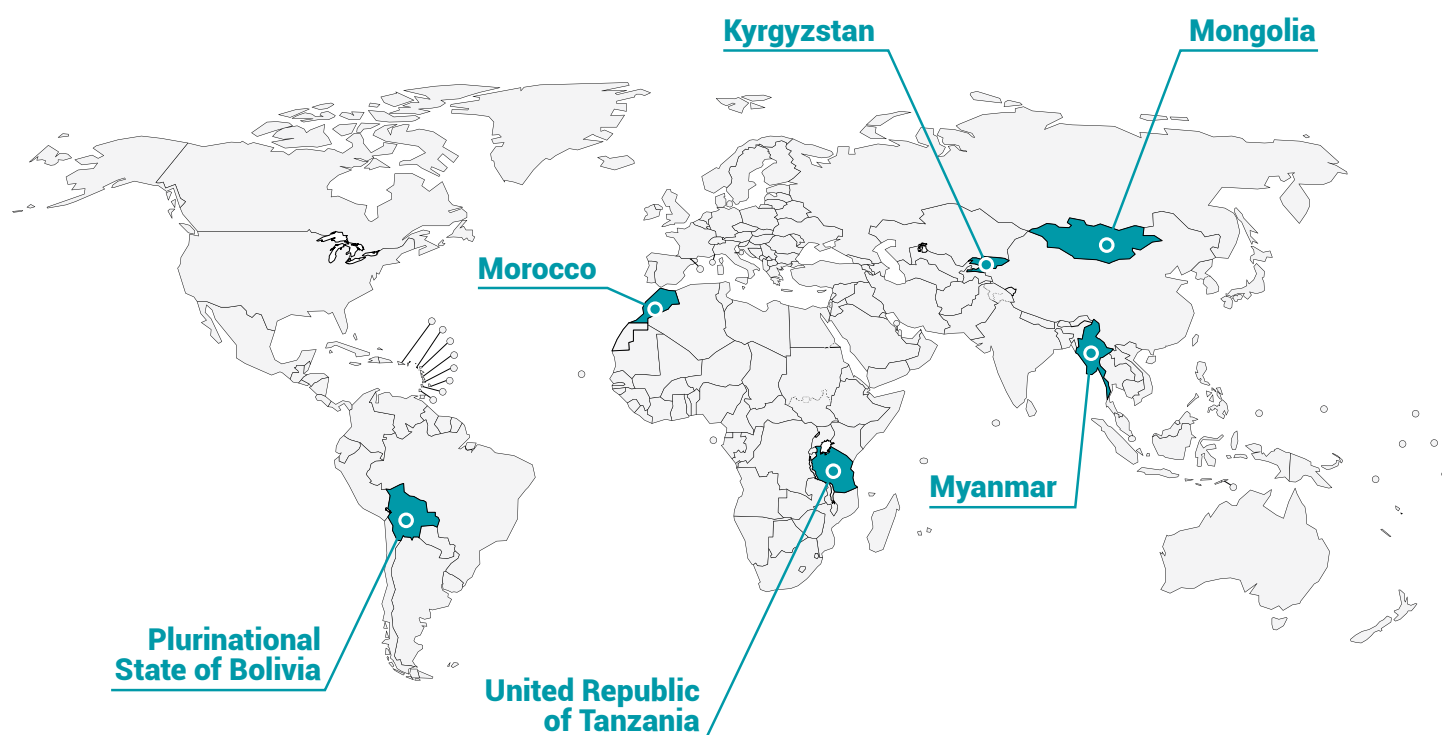 Kyrgyzstan
Mongolia
Morocco
Myanmar
Plurinational
State of Bolivia
United Republic
of Tanzania